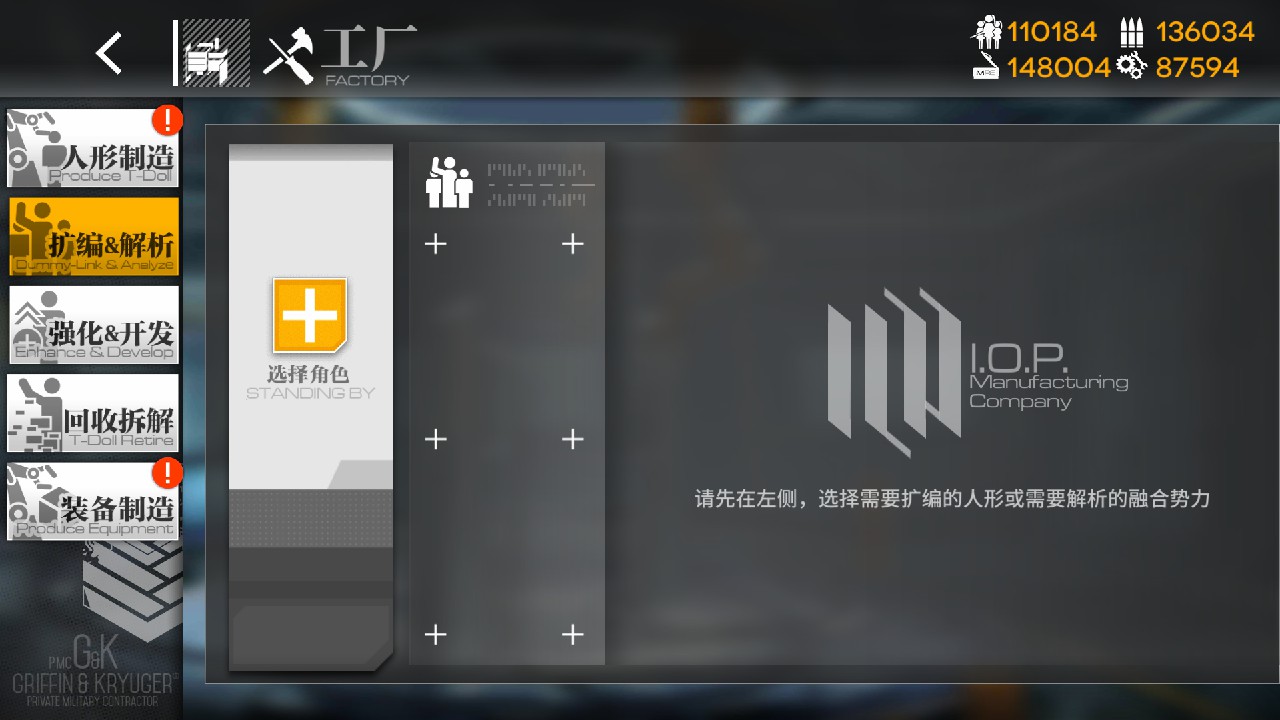 工厂
FACTORY
110184
136034
MRE
148004
87594
人形制造
Produce T-Doll
扩编&解析
Dummy-Link & Analyze
强化&开发
Enhance & Develop
回收拆解
T-Doll Retire
装备制造
Produce Equipment
选择角色
STANDING BY
I.O.P.
Manufacturing
Company
请先在左侧，选择需要扩编的人形或需要解析的融合势力
PMC G&K
GRIFFIN & KRYUGER
PRIVATE MILITARY CONTRACTOR